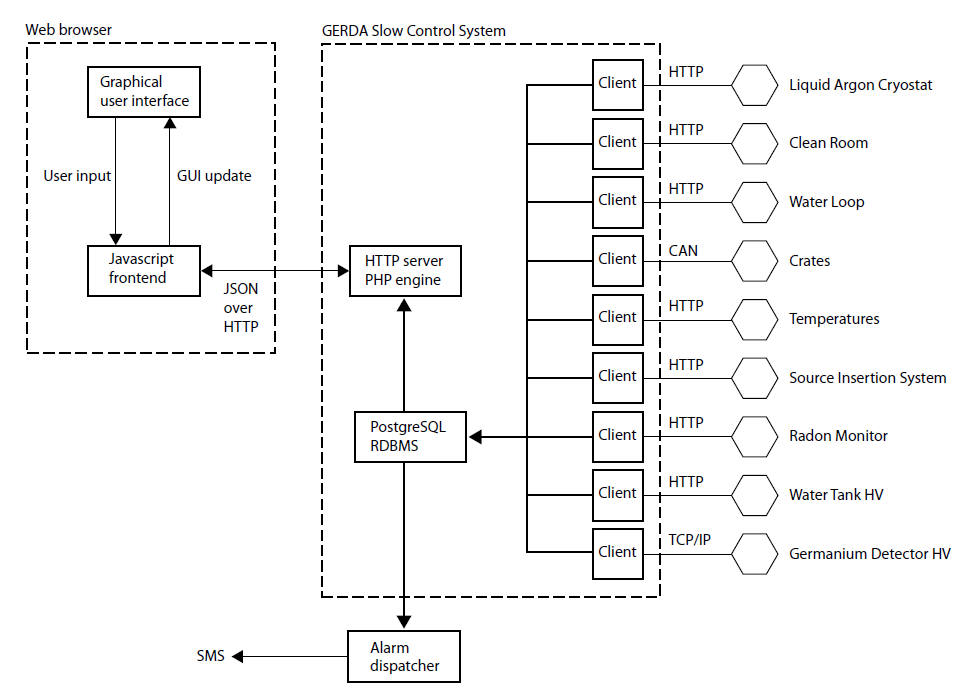 Web browser
GERDA Slow Control System
Graphical
user interface
User input
GUI update
Javascript
frontend
JSON
over
HTTP
HTTP server
PHP engine
PostgreSQL
RDBMS
Alarm
dispatcher
SMS
Client
HTTP
Liquid Argon Cryostat
Client
HTTP
Clean Room
Client
HTTP
Water Loop
Client
CAN
Crates
Client
HTTP
Temperatures
Client
HTTP
Source Insertion System
Client
HTTP
Radon Monitor
Client
HTTP
Water Tank HV
Client
TCP/IP
Germanium Detector HV